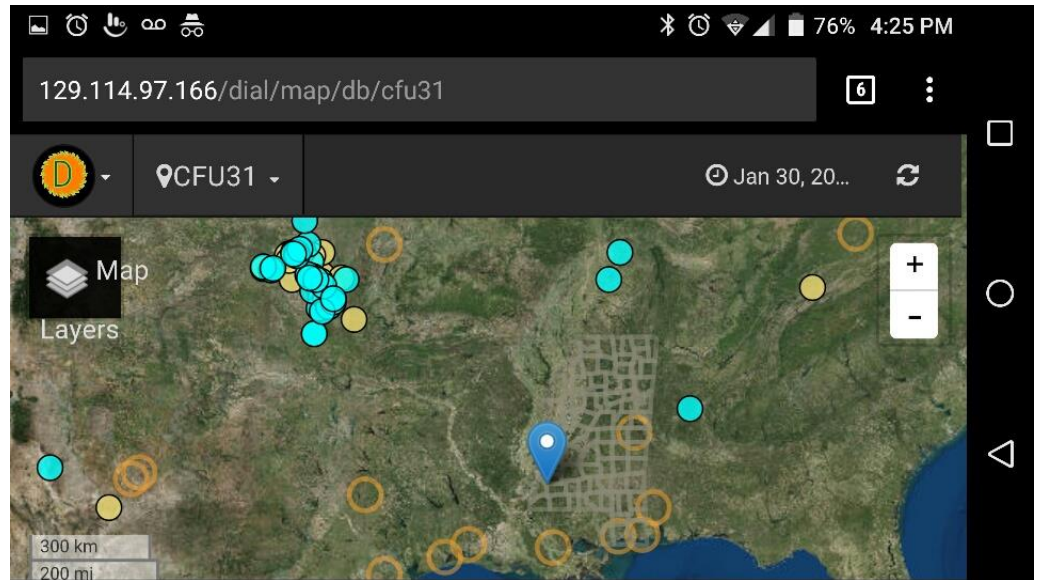 76% 4:25 PM
129.114.97.166/dial/map/db/cfu31
6
D
CFU31
Jan 30, 20...
Map
Layers
+
-
300 km
200 mi